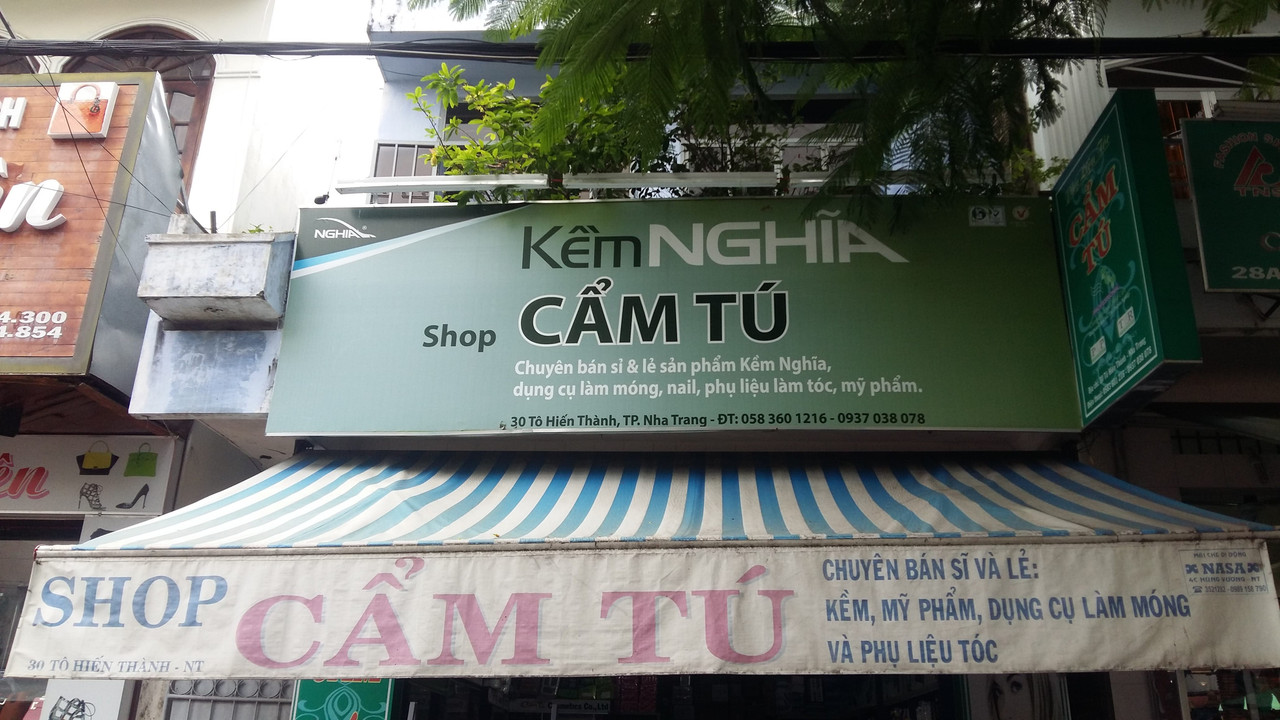 NGHĨA
Kềm NGHĨA
Shop CẨM TÚ
Chuyên bán sỉ & lẻ sản phẩm Kềm Nghĩa,
dụng cụ làm móng, nail, phụ liệu làm tóc, mỹ phẩm.
30 Tô Hiến Thành, TP. Nha Trang - ĐT: 058 360 1216 - 0937 038 078
CẨM
TÚ
28A
4.300
4.854
SHOP CẨM TÚ
30 TÔ HIẾN THÀNH - NT
CHUYÊN BÁN SĨ VÀ LẺ:
KỀM, MỸ PHẨM, DỤNG CỤ LÀM MÓNG
VÀ PHỤ LIỆU TÓC
NASA